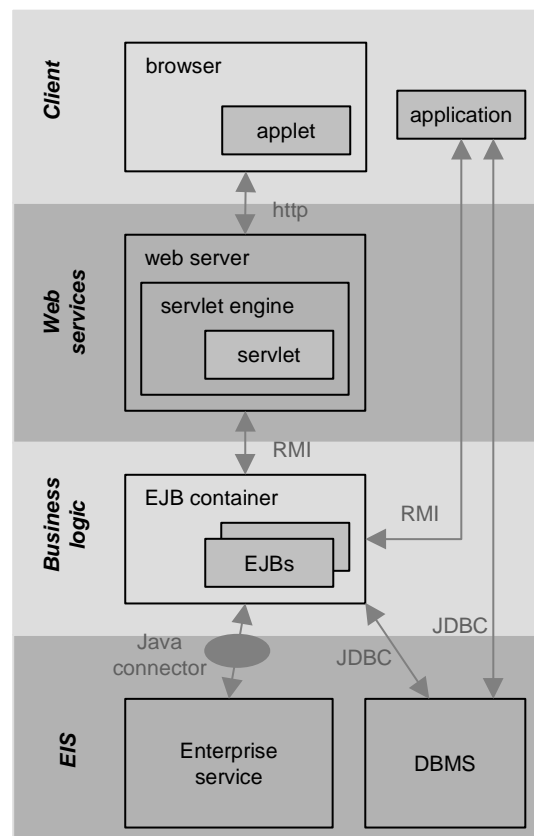 Client
browser
applet
application
http
Web
services
web server
servlet engine
servlet
RMI
Business
logic
EJB container
EJBs
RMI
Java
connector
JDBC
JDBC
EIS
Enterprise
service
DBMS